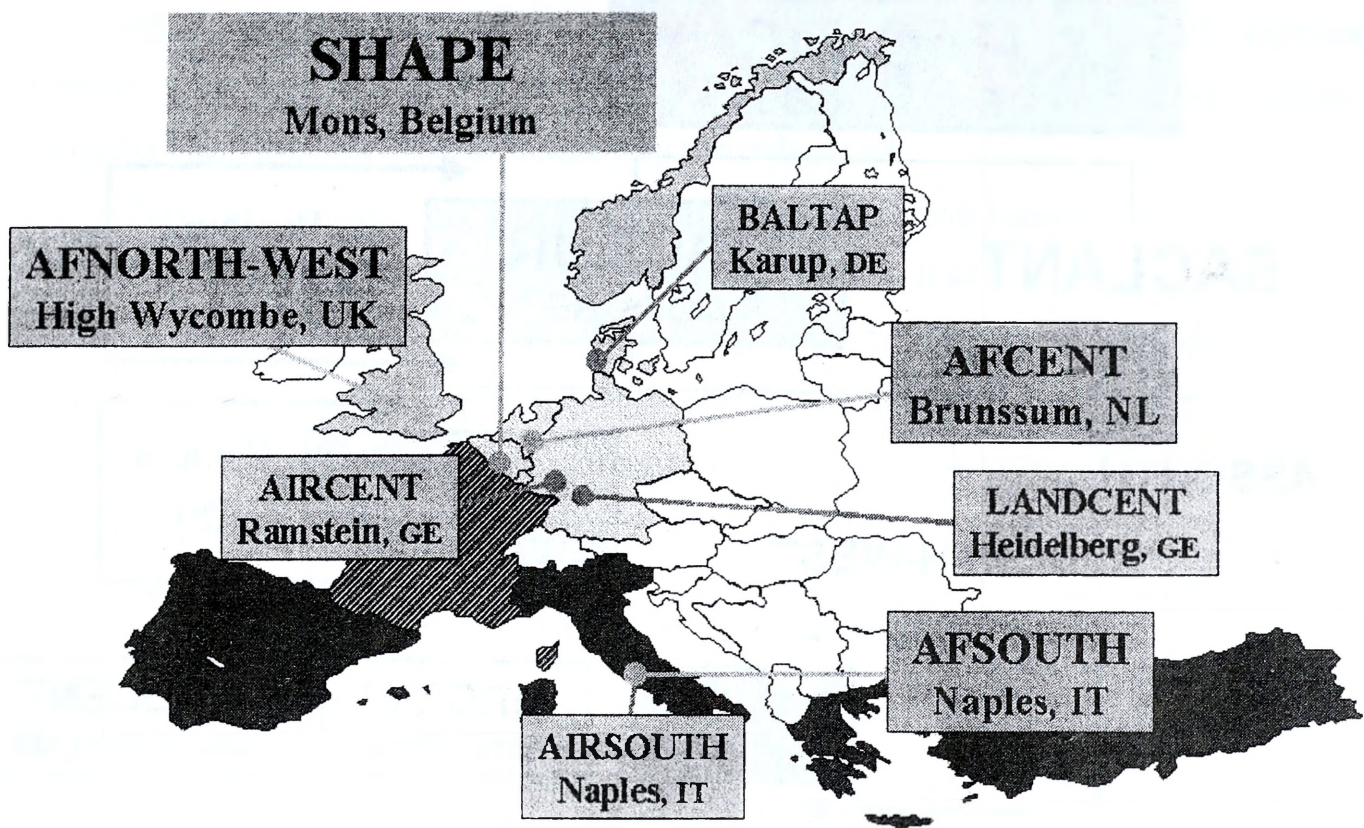 SHAPE
Mons, Belgium
BALTAP
Karup, DE
AFNORTH-WEST
High Wycombe, UK
AFCENT
Brunssum, NL
AIRCENT
Ramstein, GE
LANDCENT
Heidelberg, GE
AFSOUTH
Naples, IT
AIRSOUTH
Naples, IT